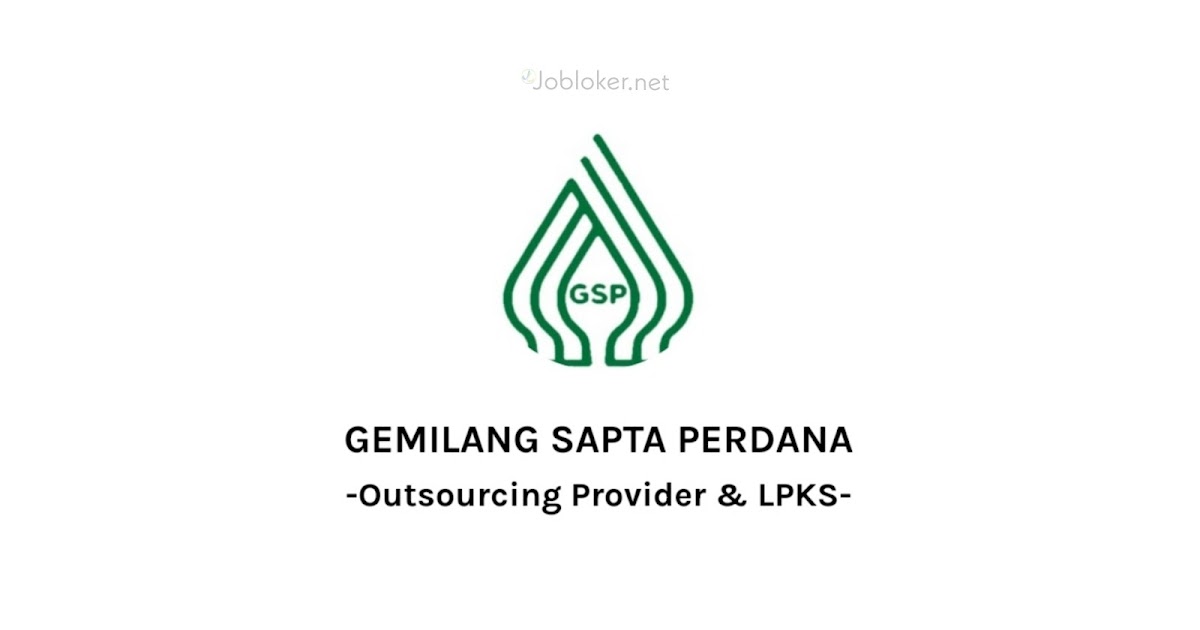 Jobloker.net
GSP
GEMILANG SAPTA PERDANA
-Outsourcing Provider & LPKS-